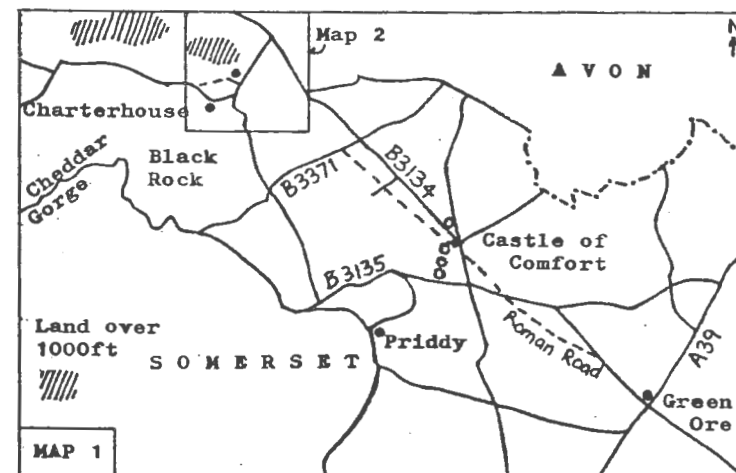 Map 2
N
AVON
Charterhouse
Black
Rock
Cheddar
Gorge
B3371
B3134
Castle of
Comfort
B3135
Land over
1000ft
SOMERSET
Priddy
Roman Road
A39
Green
Ore
MAP 1